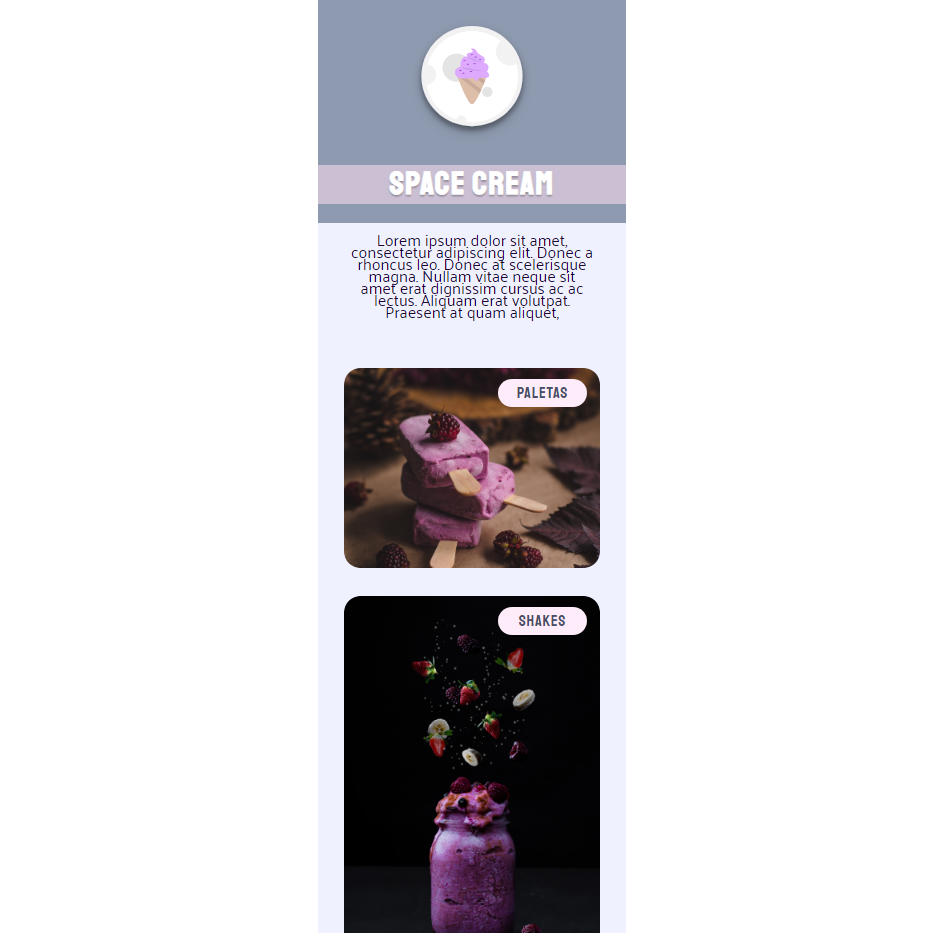 SPACE CREAM
Lorem ipsum dolor sit amet,
consectetur adipiscing elit. Donec a
rhoncus leo. Donec at scelerisque
magna. Nullam vitae neque sit
amet erat dignissim cursus ac ac
lectus. Aliquam erat volutpat.
Praesent at quam aliquet,
PALETAS
SHAKES